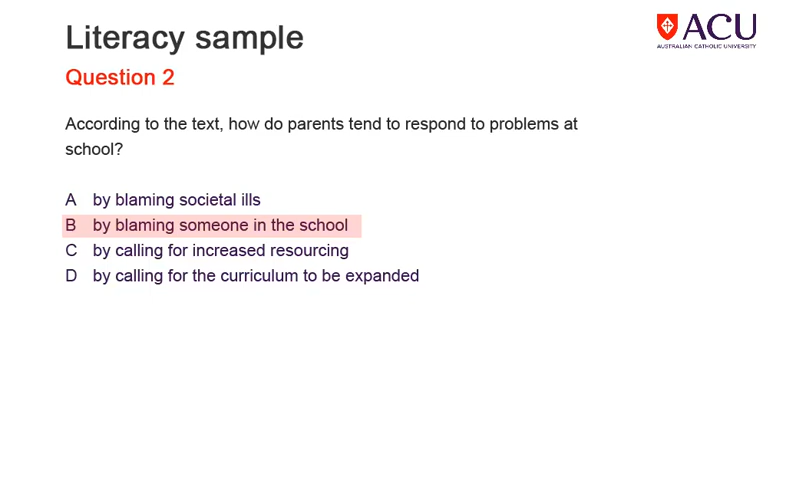 Literacy sample
ACU
AUSTRALIAN CATHOLIC UNIVERSITY
Question 2
According to the text, how do parents tend to respond to problems at
school?
A by blaming societal ills
B by blaming someone in the school
C by calling for increased resourcing
D by calling for the curriculum to be expanded